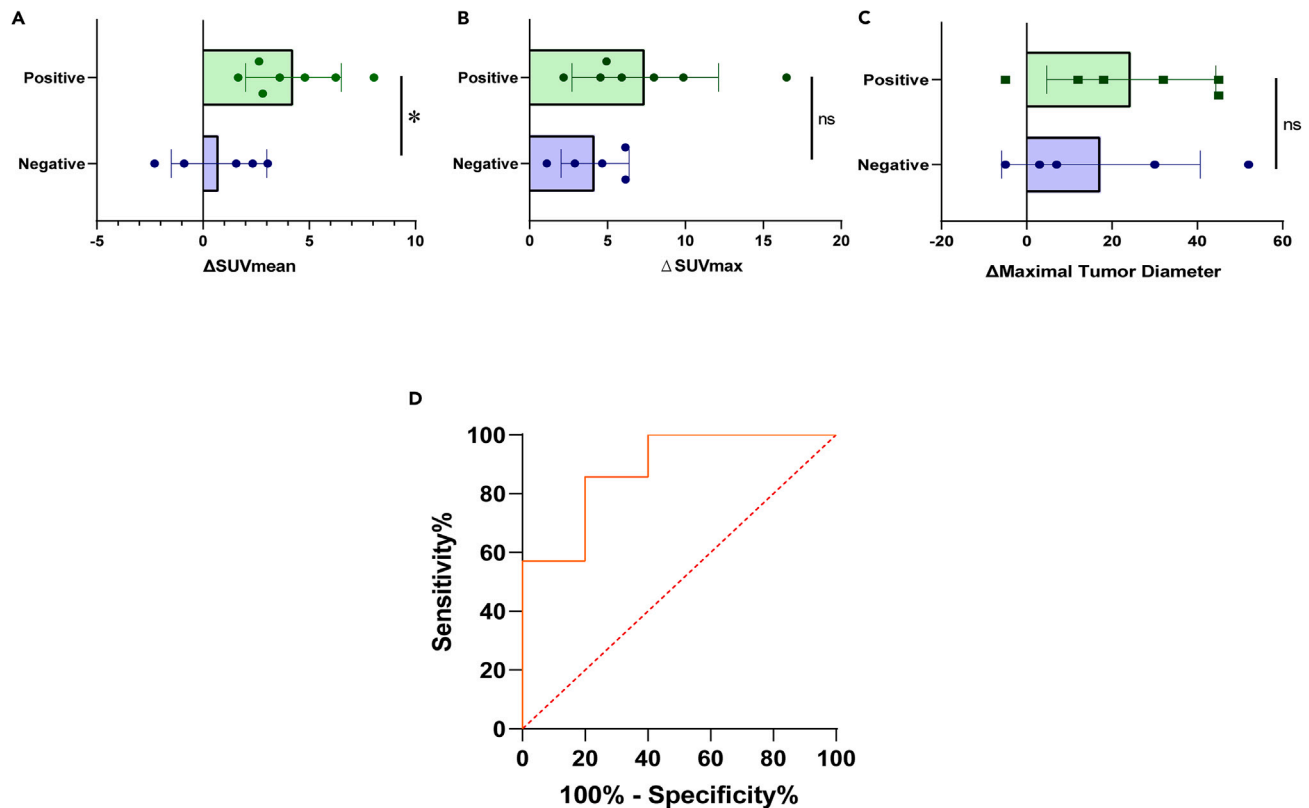 A
Positive
Negative
*
-5 0 5 10
ΔSUVmean
B
Positive
Negative
ns
0 5 10 15 20
△SUVmax
C
Positive
Negative
ns
-20 0 20 40 60
ΔMaximal Tumor Diameter
D
Sensitivity%
100
80
60
40
20
0
0 20 40 60 80 100
100% - Specificity%